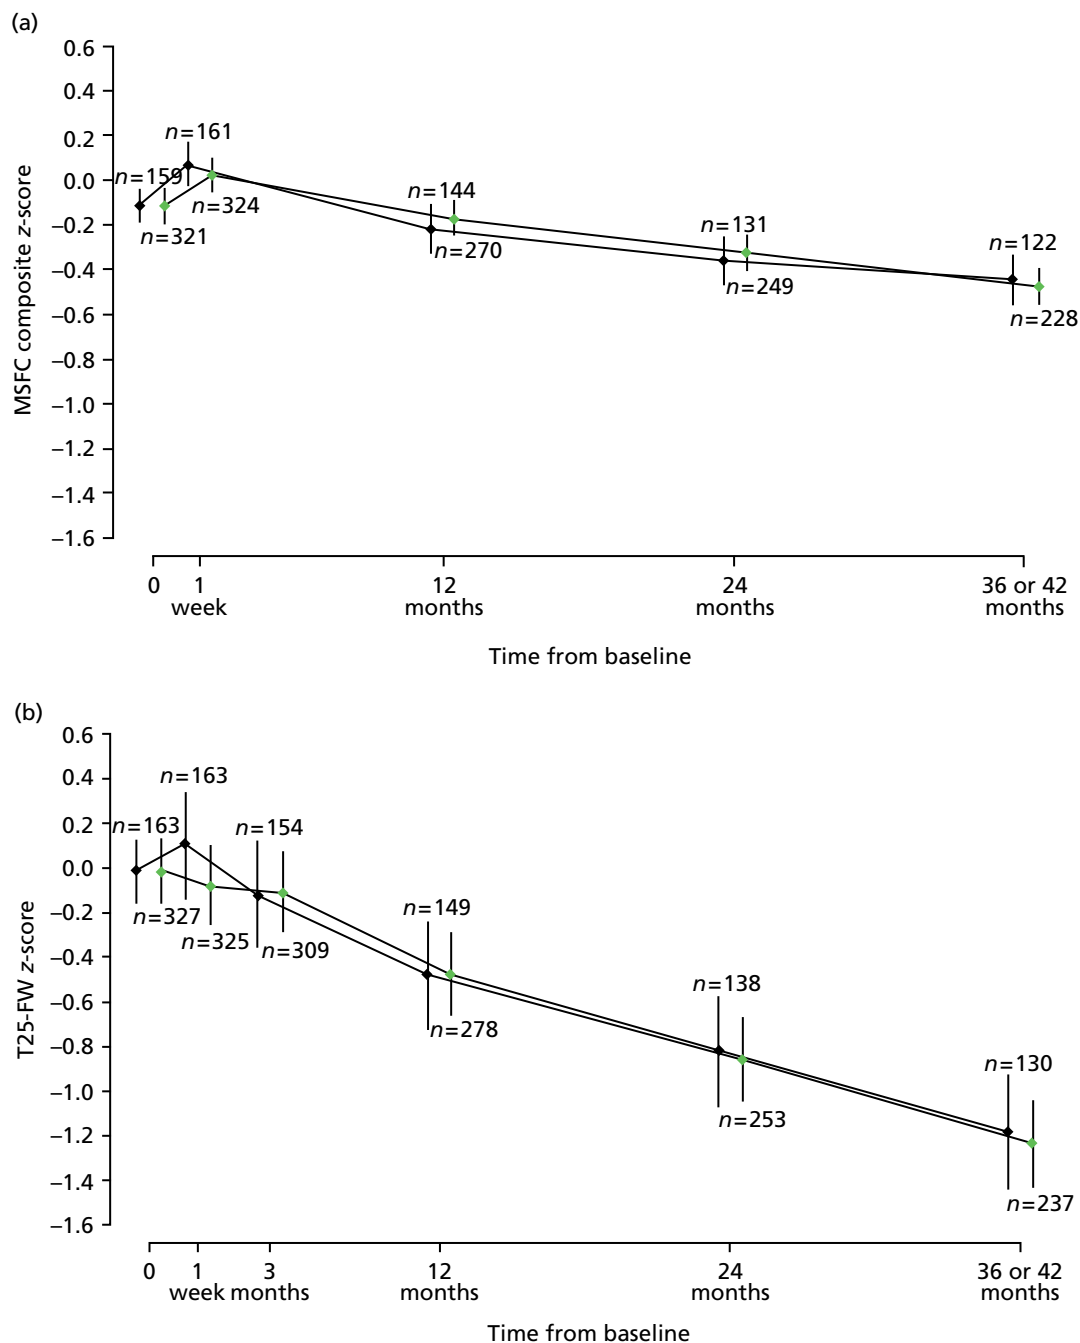 (a)
0.6
0.4
0.2
0.0
−0.2
−0.4
−0.6
−0.8
−1.0
−1.2
−1.4
−1.6
MSFC composite z-score
n=161
n=159
n=324
n=321
n=144
n=270
n=131
n=249
n=122
n=228
0 1 12 24 36 or 42
week months months months
Time from baseline
(b)
0.6
0.4
0.2
0.0
−0.2
−0.4
−0.6
−0.8
−1.0
−1.2
−1.4
−1.6
T25-FW z-score
n=163
n=163
n=154
n=327
n=325
n=309
n=149
n=278
n=138
n=253
n=130
n=237
0 1 3 12 24 36 or 42
week months months months months
Time from baseline